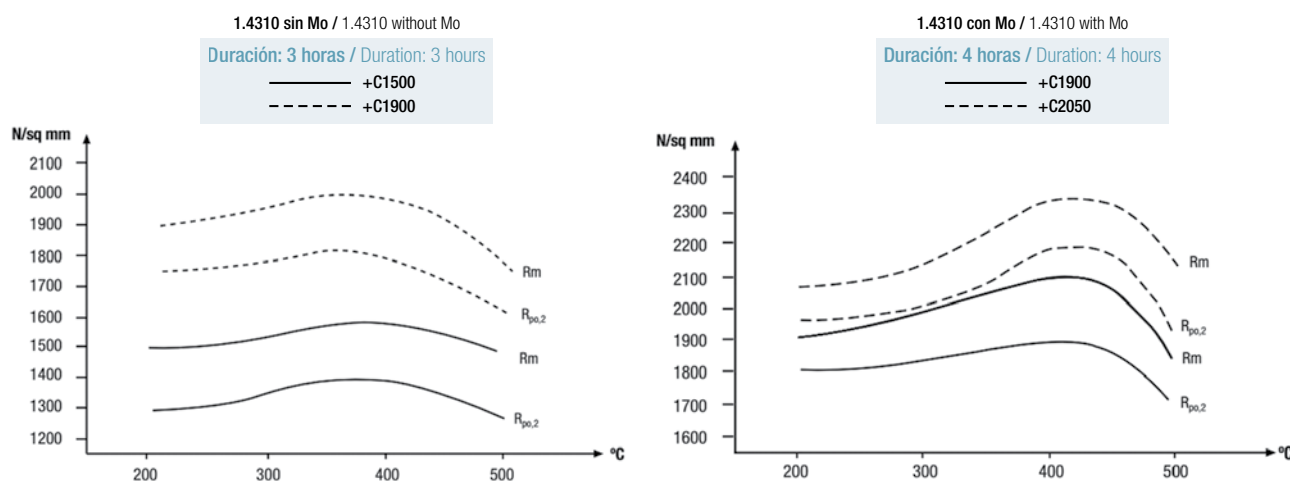 1.4310 sin Mo / 1.4310 without Mo
Duración: 3 horas / Duration: 3 hours
+C1500
+C1900
N/sq mm
2100
2000
1900
1800
1700
1600
1500
1400
1300
1200
Rm
Rpo,2
Rm
Rpo,2
200
300
400
500
ºC
1.4310 con Mo / 1.4310 with Mo
Duración: 4 horas / Duration: 4 hours
+C1900
+C2050
N/sq mm
2400
2300
2200
2100
2000
1900
1800
1700
1600
Rm
Rpo,2
Rm
Rpo,2
200
300
400
500
ºC